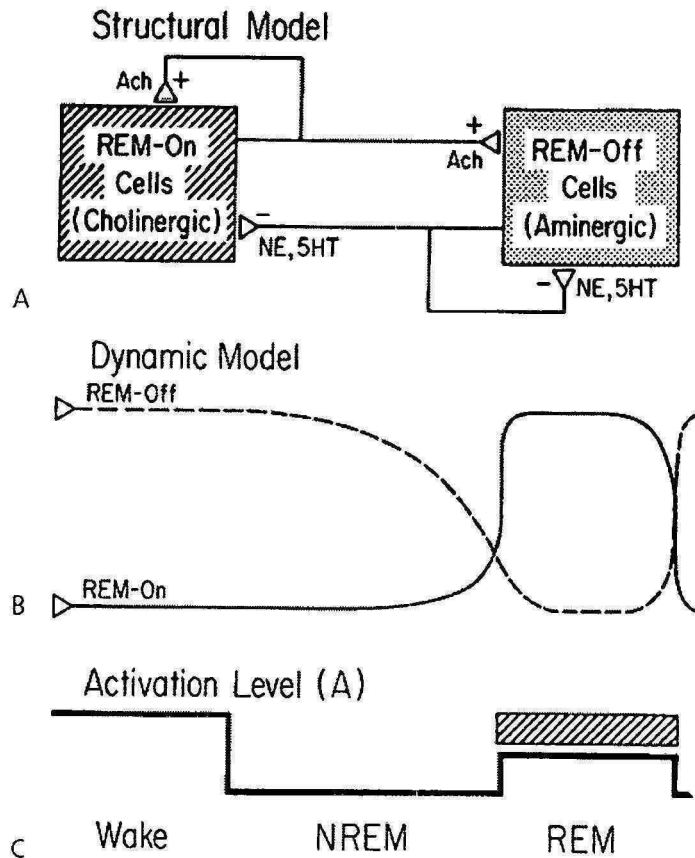 Structural Model
Ach +
REM-On
Cells
(Cholinergic)
+
Ach
REM-Off
Cells
(Aminergic)
−
NE,5HT
− NE,5HT
A
Dynamic Model
REM-Off
REM-On
B
Activation Level (A)
Wake NREM REM
C